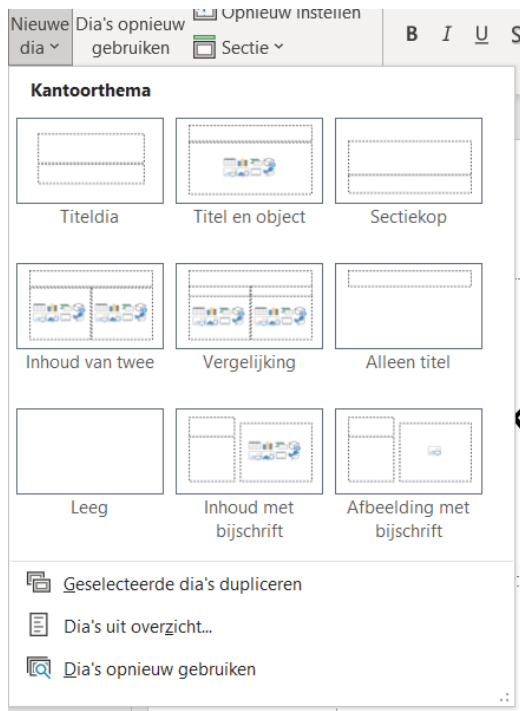 Nieuwe Dia's opnieuw Opnieuw instellen
dia gebruiken Sectie B I U S
Kantoorthema
Titeldia Titel en object Sectiekop
Inhoud van twee Vergelijking Alleen titel
Leeg Inhoud met Afbeelding met
bijschrift bijschrift
Geselecteerde dia's dupliceren
Dia's uit overzicht...
Dia's opnieuw gebruiken